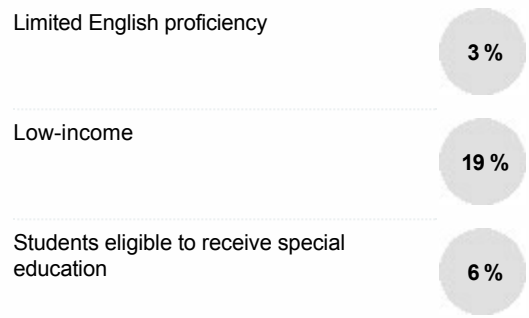 Limited English proficiency
3 %
Low-income
19 %
Students eligible to receive special
education
6 %